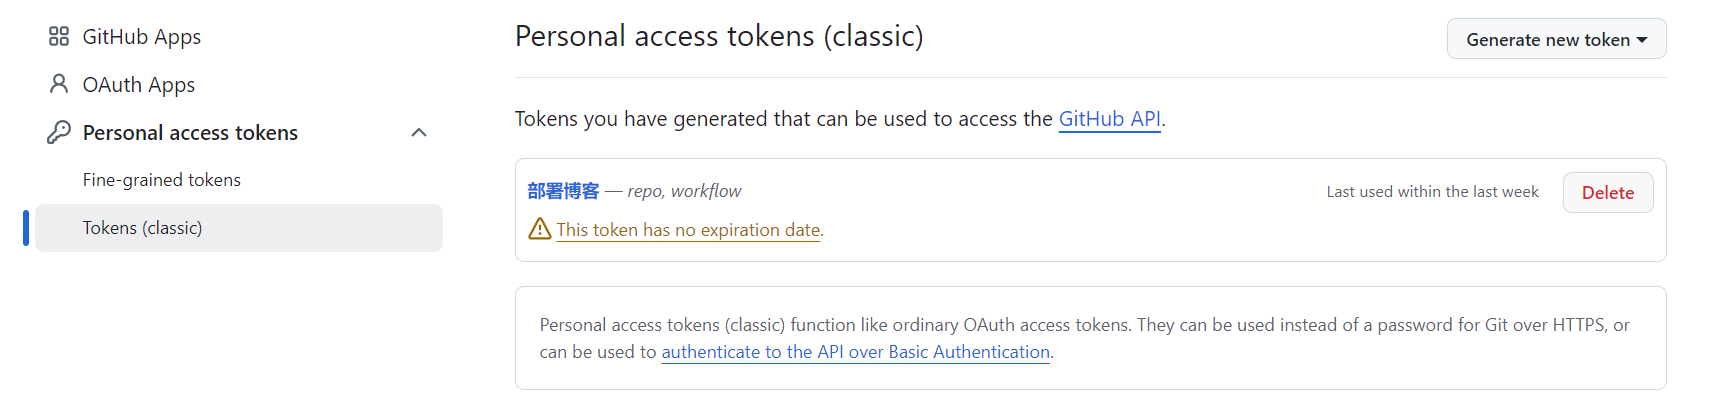 GitHub Apps
OAuth Apps
Personal access tokens
Fine-grained tokens
Tokens (classic)
Personal access tokens (classic)
Generate new token
Tokens you have generated that can be used to access the GitHub API.
部署博客 — repo, workflow
Last used within the last week
Delete
This token has no expiration date.
Personal access tokens (classic) function like ordinary OAuth access tokens. They can be used instead of a password for Git over HTTPS, or
can be used to authenticate to the API over Basic Authentication.